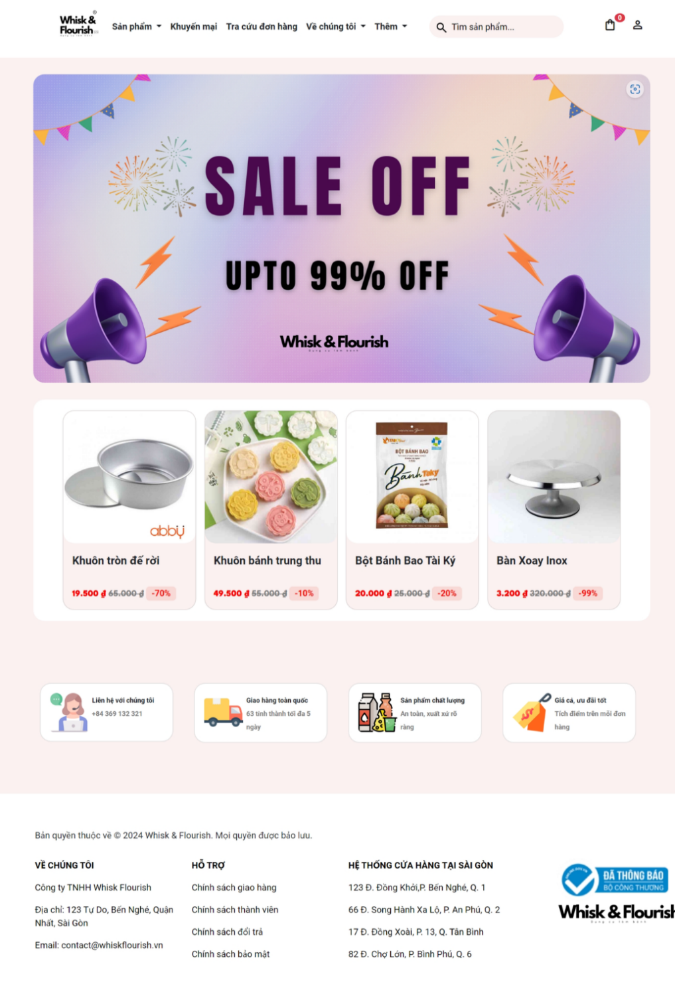 Whisk &
Flourish
Sản phẩm Khuyến mại Tra cứu đơn hàng Về chúng tôi Thêm Tìm sản phẩm... 0
SALE OFF
UPTO 99% OFF
Whisk & Flourish
Dung cu lam banh
abby
TÀI KÝ
BỘT BÁNH BAO
Bánh Taky
Khuôn tròn đế rời
19.500 ₫ 65.000 ₫ -70%
Khuôn bánh trung thu
49.500 ₫ 55.000 ₫ -10%
Bột Bánh Bao Tài Ký
20.000 ₫ 25.000 ₫ -20%
Bàn Xoay Inox
3.200 ₫ 320.000 ₫ -99%
Liên hệ với chúng tôi
+84 369 132 321
Giao hàng toàn quốc
63 tỉnh thành tối đa 5
ngày
Sản phẩm chất lượng
An toàn, xuất xứ rõ
ràng
Giá cả, ưu đãi tốt
Tích điểm trên mỗi đơn
hàng
Bản quyền thuộc về © 2024 Whisk & Flourish. Mọi quyền được bảo lưu.
VỀ CHÚNG TÔI
Công ty TNHH Whisk Flourish
Địa chỉ: 123 Tự Do, Bến Nghé, Quận
Nhất, Sài Gòn
Email: contact@whiskflourish.vn
HỖ TRỢ
Chính sách giao hàng
Chính sách thành viên
Chính sách đổi trả
Chính sách bảo mật
HỆ THỐNG CỬA HÀNG TẠI SÀI GÒN
123 Đ. Đồng Khởi,P. Bến Nghé, Q. 1
66 Đ. Song Hành Xa Lộ, P. An Phú, Q. 2
17 Đ. Đồng Xoài, P. 13, Q. Tân Bình
82 Đ. Chợ Lớn, P. Bình Phú, Q. 6
ĐÃ THÔNG BÁO
BỘ CÔNG THƯƠNG
Whisk & Flourish
Dung cu lam banh